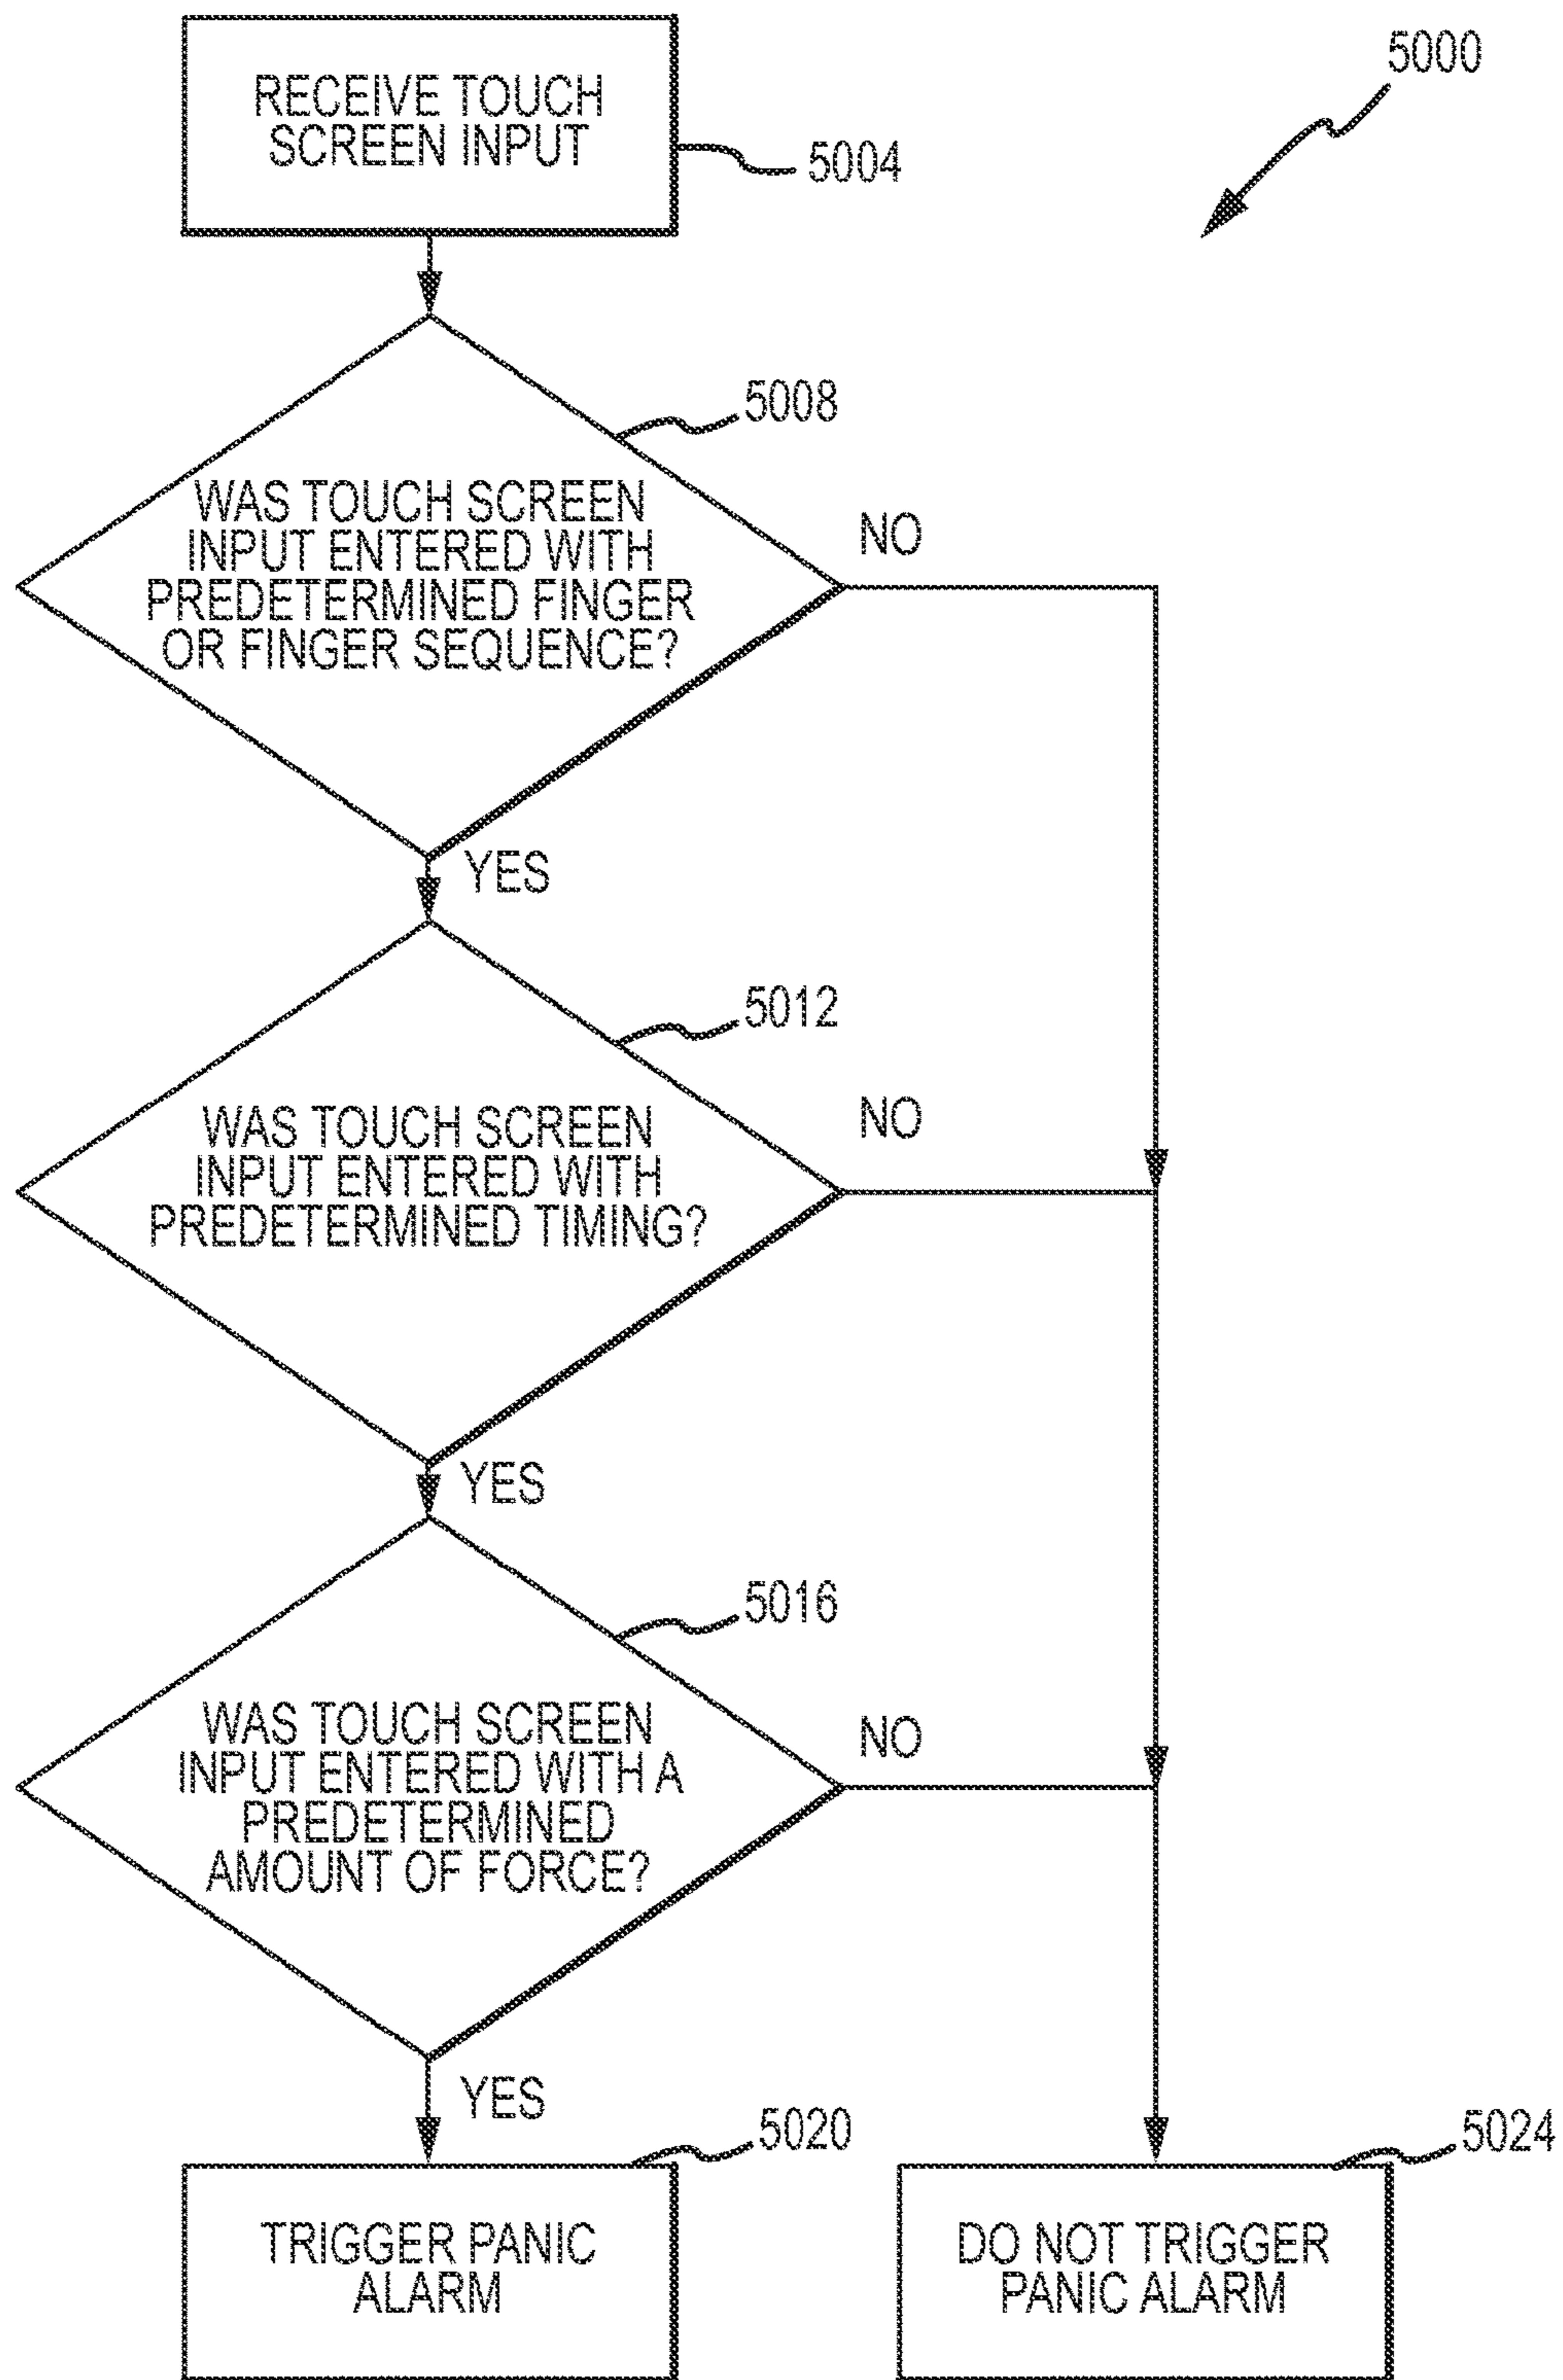 5000
RECEIVE TOUCH
SCREEN INPUT
5004
5008
WAS TOUCH SCREEN
INPUT ENTERED WITH
PREDETERMINED FINGER
OR FINGER SEQUENCE?
NO
YES
5012
WAS TOUCH SCREEN
INPUT ENTERED WITH
PREDETERMINED TIMING?
NO
YES
5016
WAS TOUCH SCREEN
INPUT ENTERED WITH A
PREDETERMINED
AMOUNT OF FORCE?
NO
YES
5020
TRIGGER PANIC
ALARM
5024
DO NOT TRIGGER
PANIC ALARM